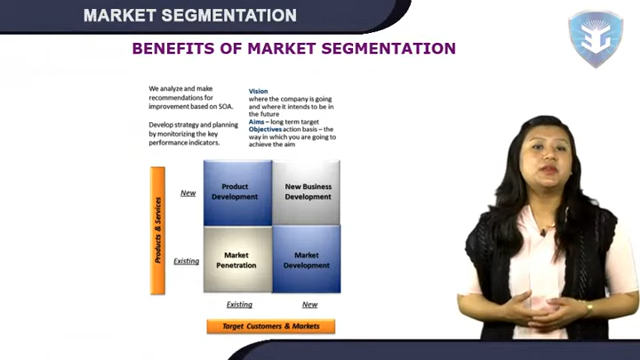 MARKET SEGMENTATION
BENEFITS OF MARKET SEGMENTATION
We analyze and make
recommendations for
improvement based on SOA.
Develop strategy and planning
by monitorizing the key
performance indicators.
Vision
where the company is going
and where it intends to be in
the future
Aims – long term target
Objectives action basis – the
way in which you are going to
achieve the aim
Products & Services
New
Existing
Product
Development
New Business
Development
Market
Penetration
Market
Development
Existing
New
Target Customers & Markets